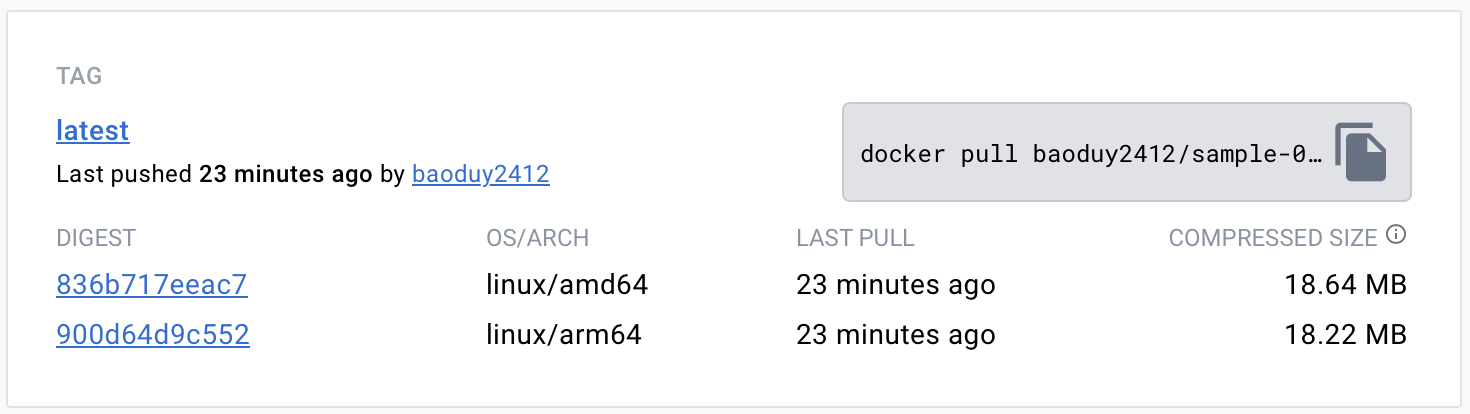 TAG
latest
docker pull baoduy2412/sample-0…
Last pushed 23 minutes ago by baoduy2412
DIGEST OS/ARCH LAST PULL COMPRESSED SIZE
836b717eeac7 linux/amd64 23 minutes ago 18.64 MB
900d64d9c552 linux/arm64 23 minutes ago 18.22 MB